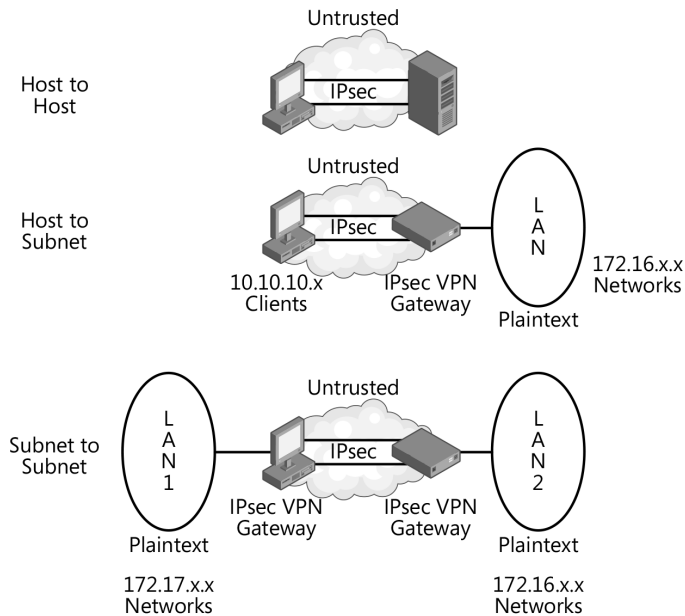 Untrusted
Host to
Host
IPsec
Untrusted
Host to
Subnet
IPsec
L
A
N
10.10.10.x
Clients
IPsec VPN
Gateway
172.16.x.x
Networks
Plaintext
Untrusted
Subnet to
Subnet
L
A
N
1
IPsec
L
A
N
2
IPsec VPN
Gateway
IPsec VPN
Gateway
Plaintext
Plaintext
172.17.x.x
Networks
172.16.x.x
Networks